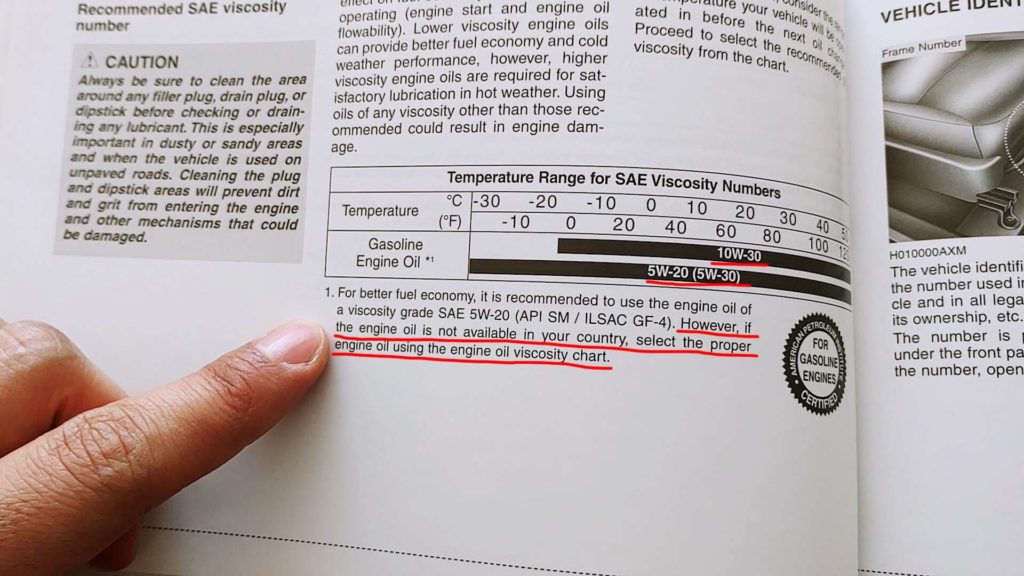 Recommended SAE viscosity
number
CAUTION
Always be sure to clean the area
around any filler plug, drain plug, or
dipstick before checking or drain-
ing any lubricant. This is especially
important in dusty or sandy areas
and when the vehicle is used on
unpaved roads. Cleaning the plug
and dipstick areas will prevent dirt
and grit from entering the engine
and other mechanisms that could
be damaged.
operating (engine start and engine oil
flowability). Lower viscosity engine oils
can provide better fuel economy and cold
weather performance, however, higher
viscosity engine oils are required for sat-
isfactory lubrication in hot weather. Using
oils of any viscosity other than those rec-
ommended could result in engine dam-
age.
consider the
temperature your vehicle will be
ated in before the next oil
Proceed to select the recommended
viscosity from the chart.
Temperature Range for SAE Viscosity Numbers
Temperature
°C -30 -20 -10 0 10 20 30 40
(°F) -10 0 20 40 60 80 100
Gasoline
Engine Oil *1
10W-30
5W-20 (5W-30)
1. For better fuel economy, it is recommended to use the engine oil of
a viscosity grade SAE 5W-20 (API SM / ILSAC GF-4). However, if
the engine oil is not available in your country, select the proper
engine oil using the engine oil viscosity chart.
AMERICAN PETROLEUM INSTITUTE
FOR
GASOLINE
ENGINES
CERTIFIED
VEHICLE
Frame Number
H010000AXM
The vehicle
the number used
cle and in all
its ownership, etc.
The number is
under the front
the number, open